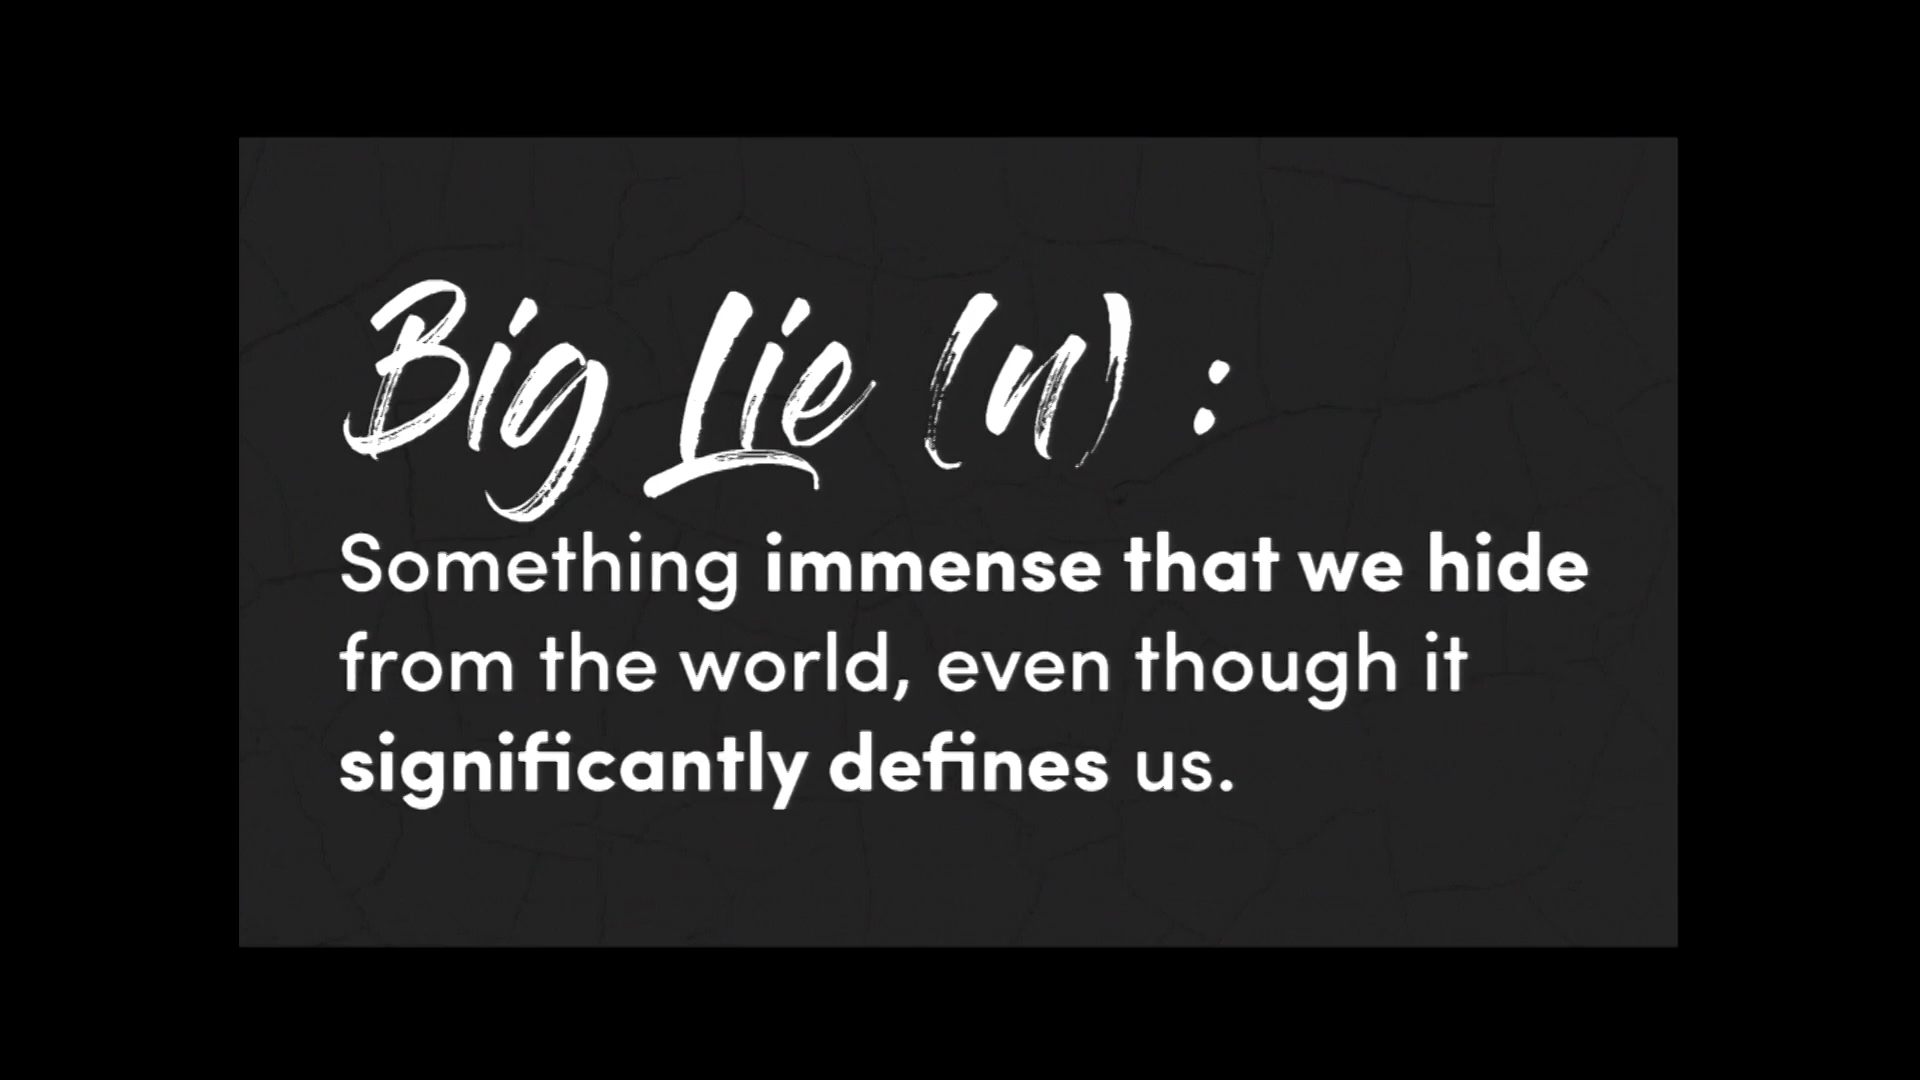 Big Lie (n) :
Something immense that we hide
from the world, even though it
significantly defines us.